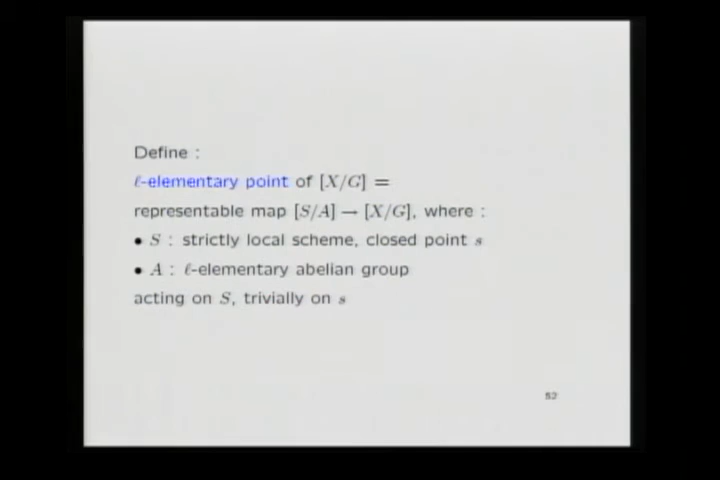 Define :
ℓ-elementary point of [X/G] =
representable map [S/A] → [X/G], where :
• S : strictly local scheme, closed point s
• A : ℓ-elementary abelian group
acting on S, trivially on s
52